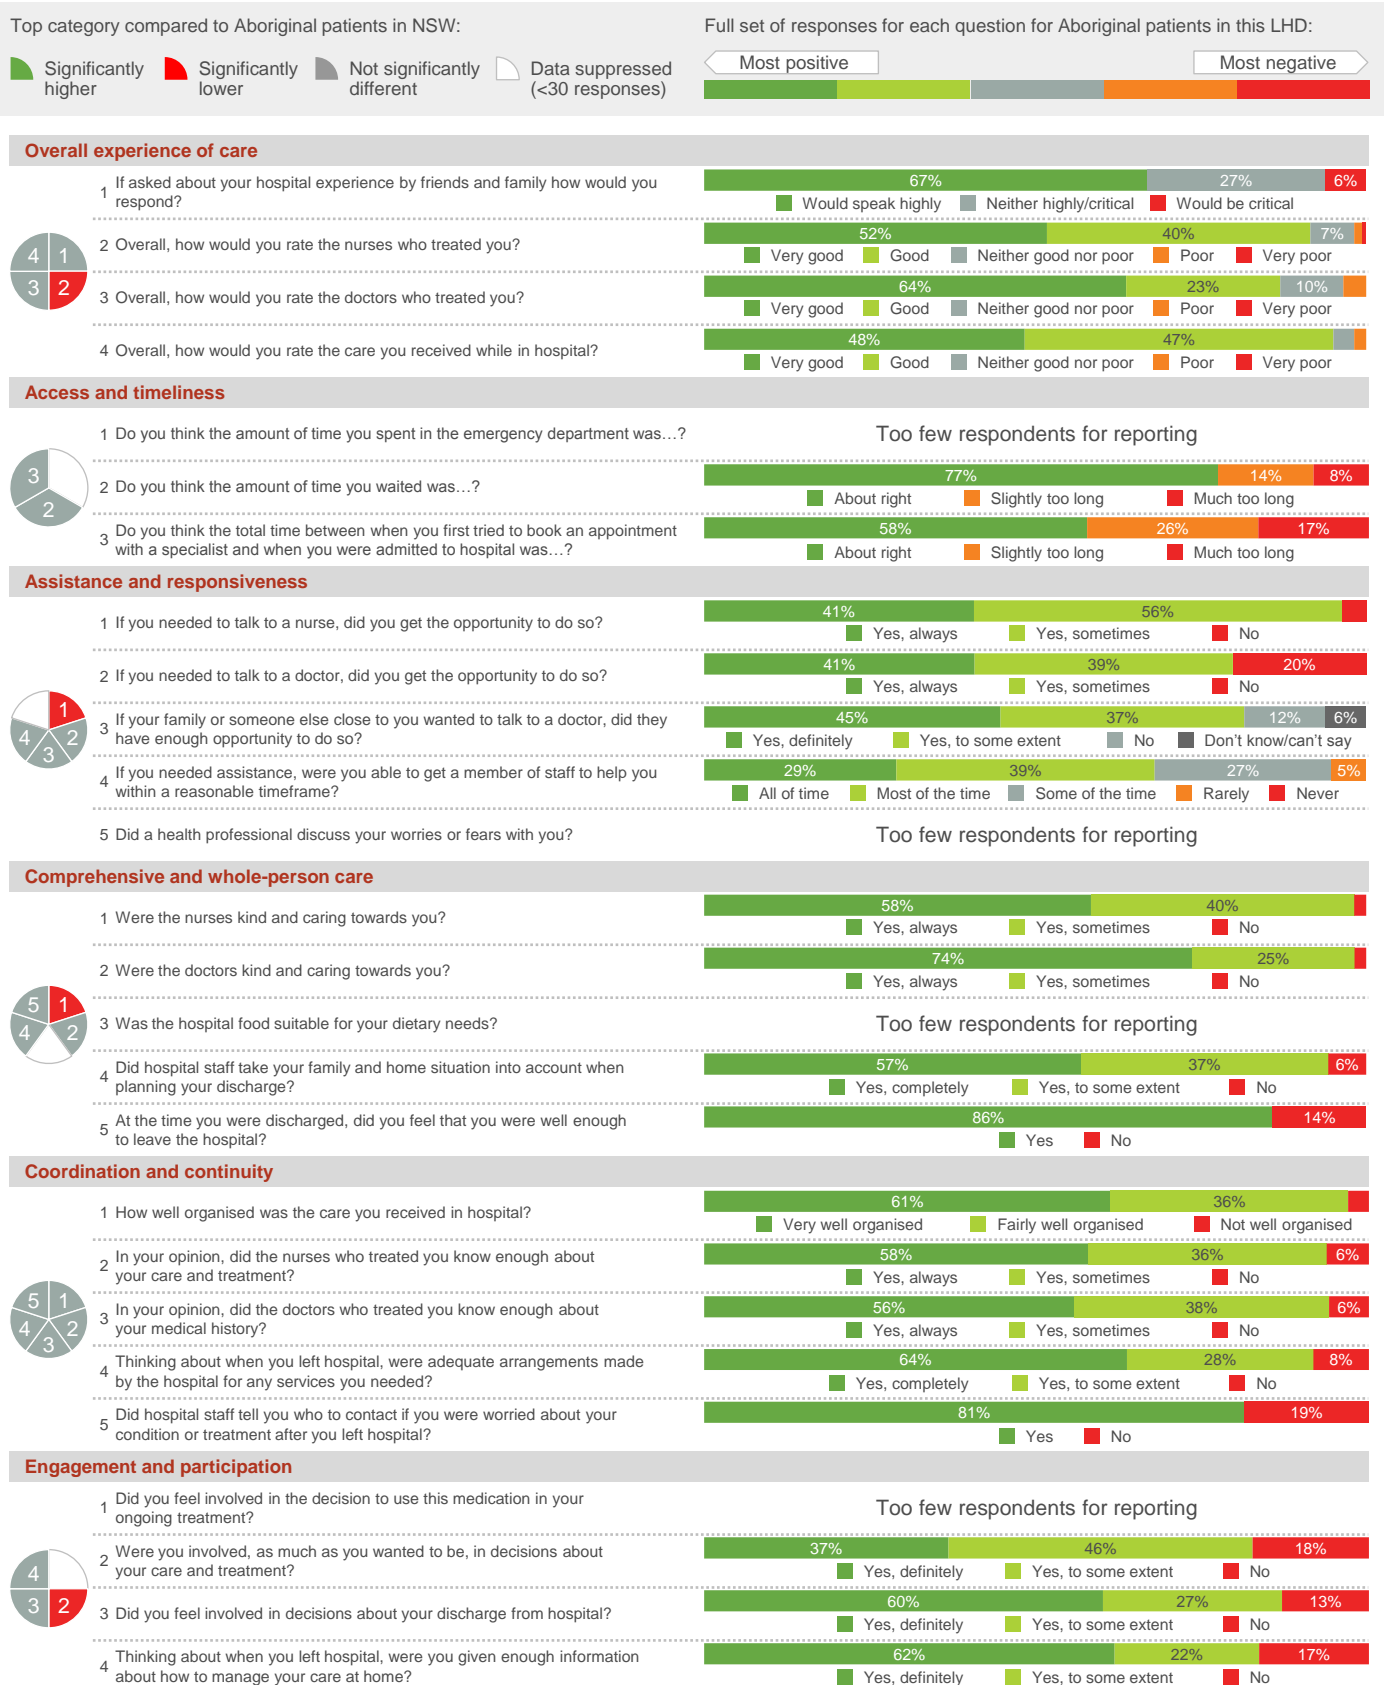 Top category compared to Aboriginal patients in NSW:
Full set of responses for each question for Aboriginal patients in this LHD:
Significantly higher
Significantly lower
Not significantly different
Data suppressed (<30 responses)
Most positive
Most negative
Overall experience of care
4 1
3 2
1 If asked about your hospital experience by friends and family how would you
respond?
67% 27% 6%
Would speak highly Neither highly/critical Would be critical
2 Overall, how would you rate the nurses who treated you?
52% 40% 7%
Very good Good Neither good nor poor Poor Very poor
3 Overall, how would you rate the doctors who treated you?
64% 23% 10%
Very good Good Neither good nor poor Poor Very poor
4 Overall, how would you rate the care you received while in hospital?
48% 47%
Very good Good Neither good nor poor Poor Very poor
Access and timeliness
3
2
1 Do you think the amount of time you spent in the emergency department was…?
Too few respondents for reporting
2 Do you think the amount of time you waited was…?
77% 14% 8%
About right Slightly too long Much too long
3 Do you think the total time between when you first tried to book an appointment
with a specialist and when you were admitted to hospital was…?
58% 26% 17%
About right Slightly too long Much too long
Assistance and responsiveness
1
4 2
3
1 If you needed to talk to a nurse, did you get the opportunity to do so?
41% 56%
Yes, always Yes, sometimes No
2 If you needed to talk to a doctor, did you get the opportunity to do so?
41% 39% 20%
Yes, always Yes, sometimes No
3 If your family or someone else close to you wanted to talk to a doctor, did they
have enough opportunity to do so?
45% 37% 12% 6%
Yes, definitely Yes, to some extent No Don't know/can't say
4 If you needed assistance, were you able to get a member of staff to help you
within a reasonable timeframe?
29% 39% 27% 5%
All of time Most of the time Some of the time Rarely Never
5 Did a health professional discuss your worries or fears with you?
Too few respondents for reporting
Comprehensive and whole-person care
5 1
4 2
1 Were the nurses kind and caring towards you?
58% 40%
Yes, always Yes, sometimes No
2 Were the doctors kind and caring towards you?
74% 25%
Yes, always Yes, sometimes No
3 Was the hospital food suitable for your dietary needs?
Too few respondents for reporting
4 Did hospital staff take your family and home situation into account when
planning your discharge?
57% 37% 6%
Yes, completely Yes, to some extent No
5 At the time you were discharged, did you feel that you were well enough
to leave the hospital?
86% 14%
Yes No
Coordination and continuity
5 1
4 2
3
1 How well organised was the care you received in hospital?
61% 36%
Very well organised Fairly well organised Not well organised
2 In your opinion, did the nurses who treated you know enough about
your care and treatment?
58% 36% 6%
Yes, always Yes, sometimes No
3 In your opinion, did the doctors who treated you know enough about
your medical history?
56% 38% 6%
Yes, always Yes, sometimes No
4 Thinking about when you left hospital, were adequate arrangements made
by the hospital for any services you needed?
64% 28% 8%
Yes, completely Yes, to some extent No
5 Did hospital staff tell you who to contact if you were worried about your
condition or treatment after you left hospital?
81% 19%
Yes No
Engagement and participation
4
3 2
1 Did you feel involved in the decision to use this medication in your
ongoing treatment?
Too few respondents for reporting
2 Were you involved, as much as you wanted to be, in decisions about
your care and treatment?
37% 46% 18%
Yes, definitely Yes, to some extent No
3 Did you feel involved in decisions about your discharge from hospital?
60% 27% 13%
Yes, definitely Yes, to some extent No
4 Thinking about when you left hospital, were you given enough information
about how to manage your care at home?
62% 22% 17%
Yes, definitely Yes, to some extent No